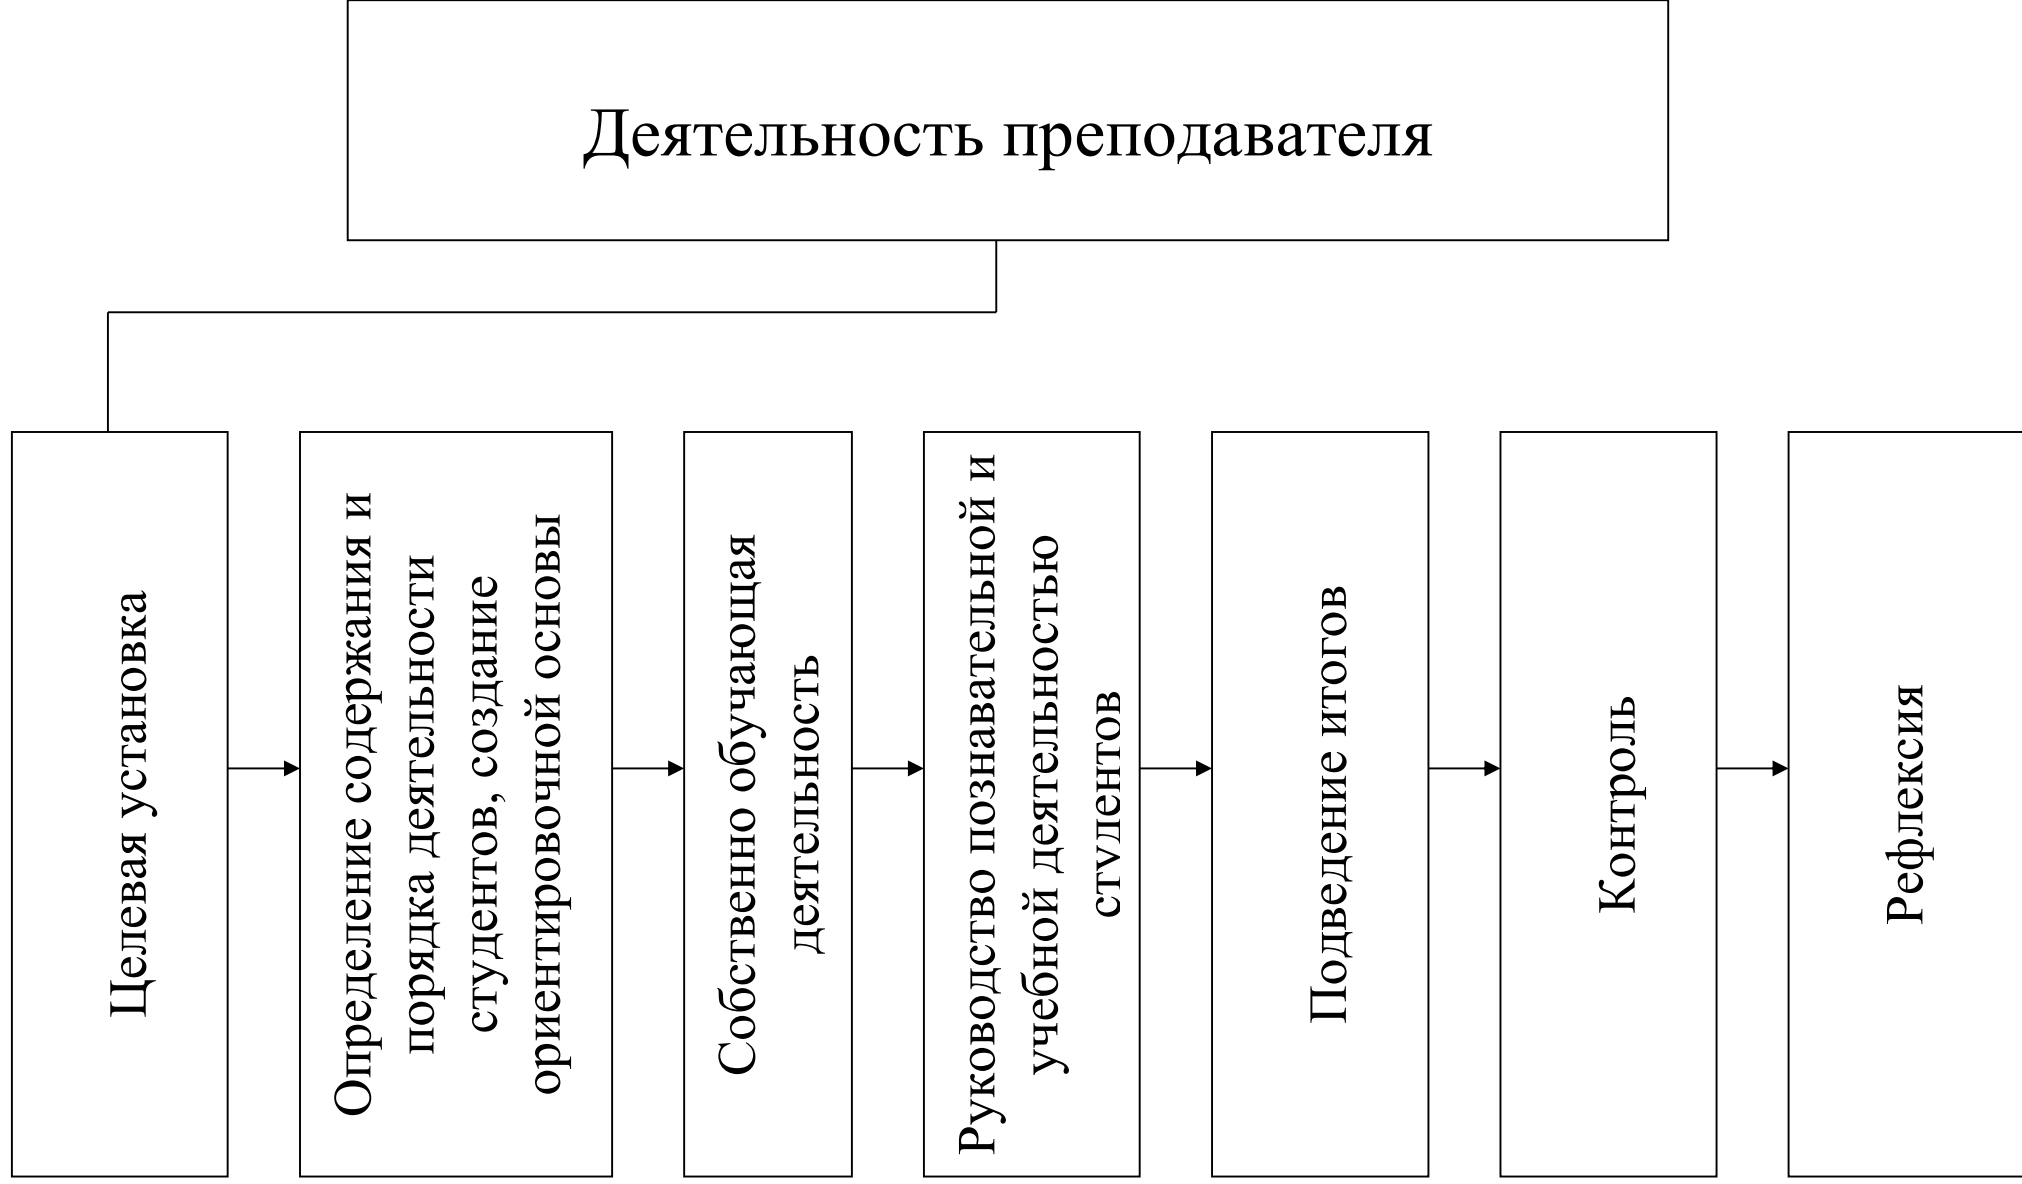 Деятельность преподавателя
Целевая установка
Определение содержания и
порядка деятельности
студентов, создание
ориентировочной основы
Собственно обучающая
деятельность
Руководство познавательной и
учебной деятельностью
студентов
Подведение итогов
Контроль
Рефлексия